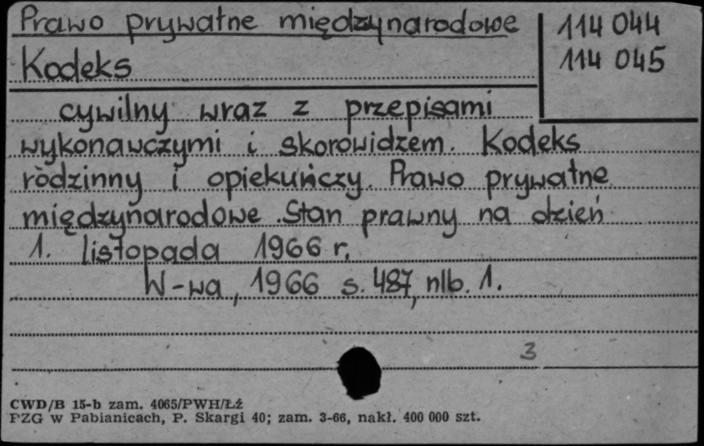 Prawo prywatne międzynarodowe
114 044
114 045
Kodeks
cywilny wraz z przepisami
wykonawczymi i skorowidzem. Kodeks
rodzinny i opiekuńczy. Prawo prywatne
międzynarodowe. Stan prawny na dzień
1. listopada 1966 r.
W-wa, 1966 s. 487, nlb. 1.
3
CWD/B 15-b zam. 4065/PWH/Łź
PZG w Pabianicach, P. Skargi 40; zam. 3-66, nakł. 400 000 szt.